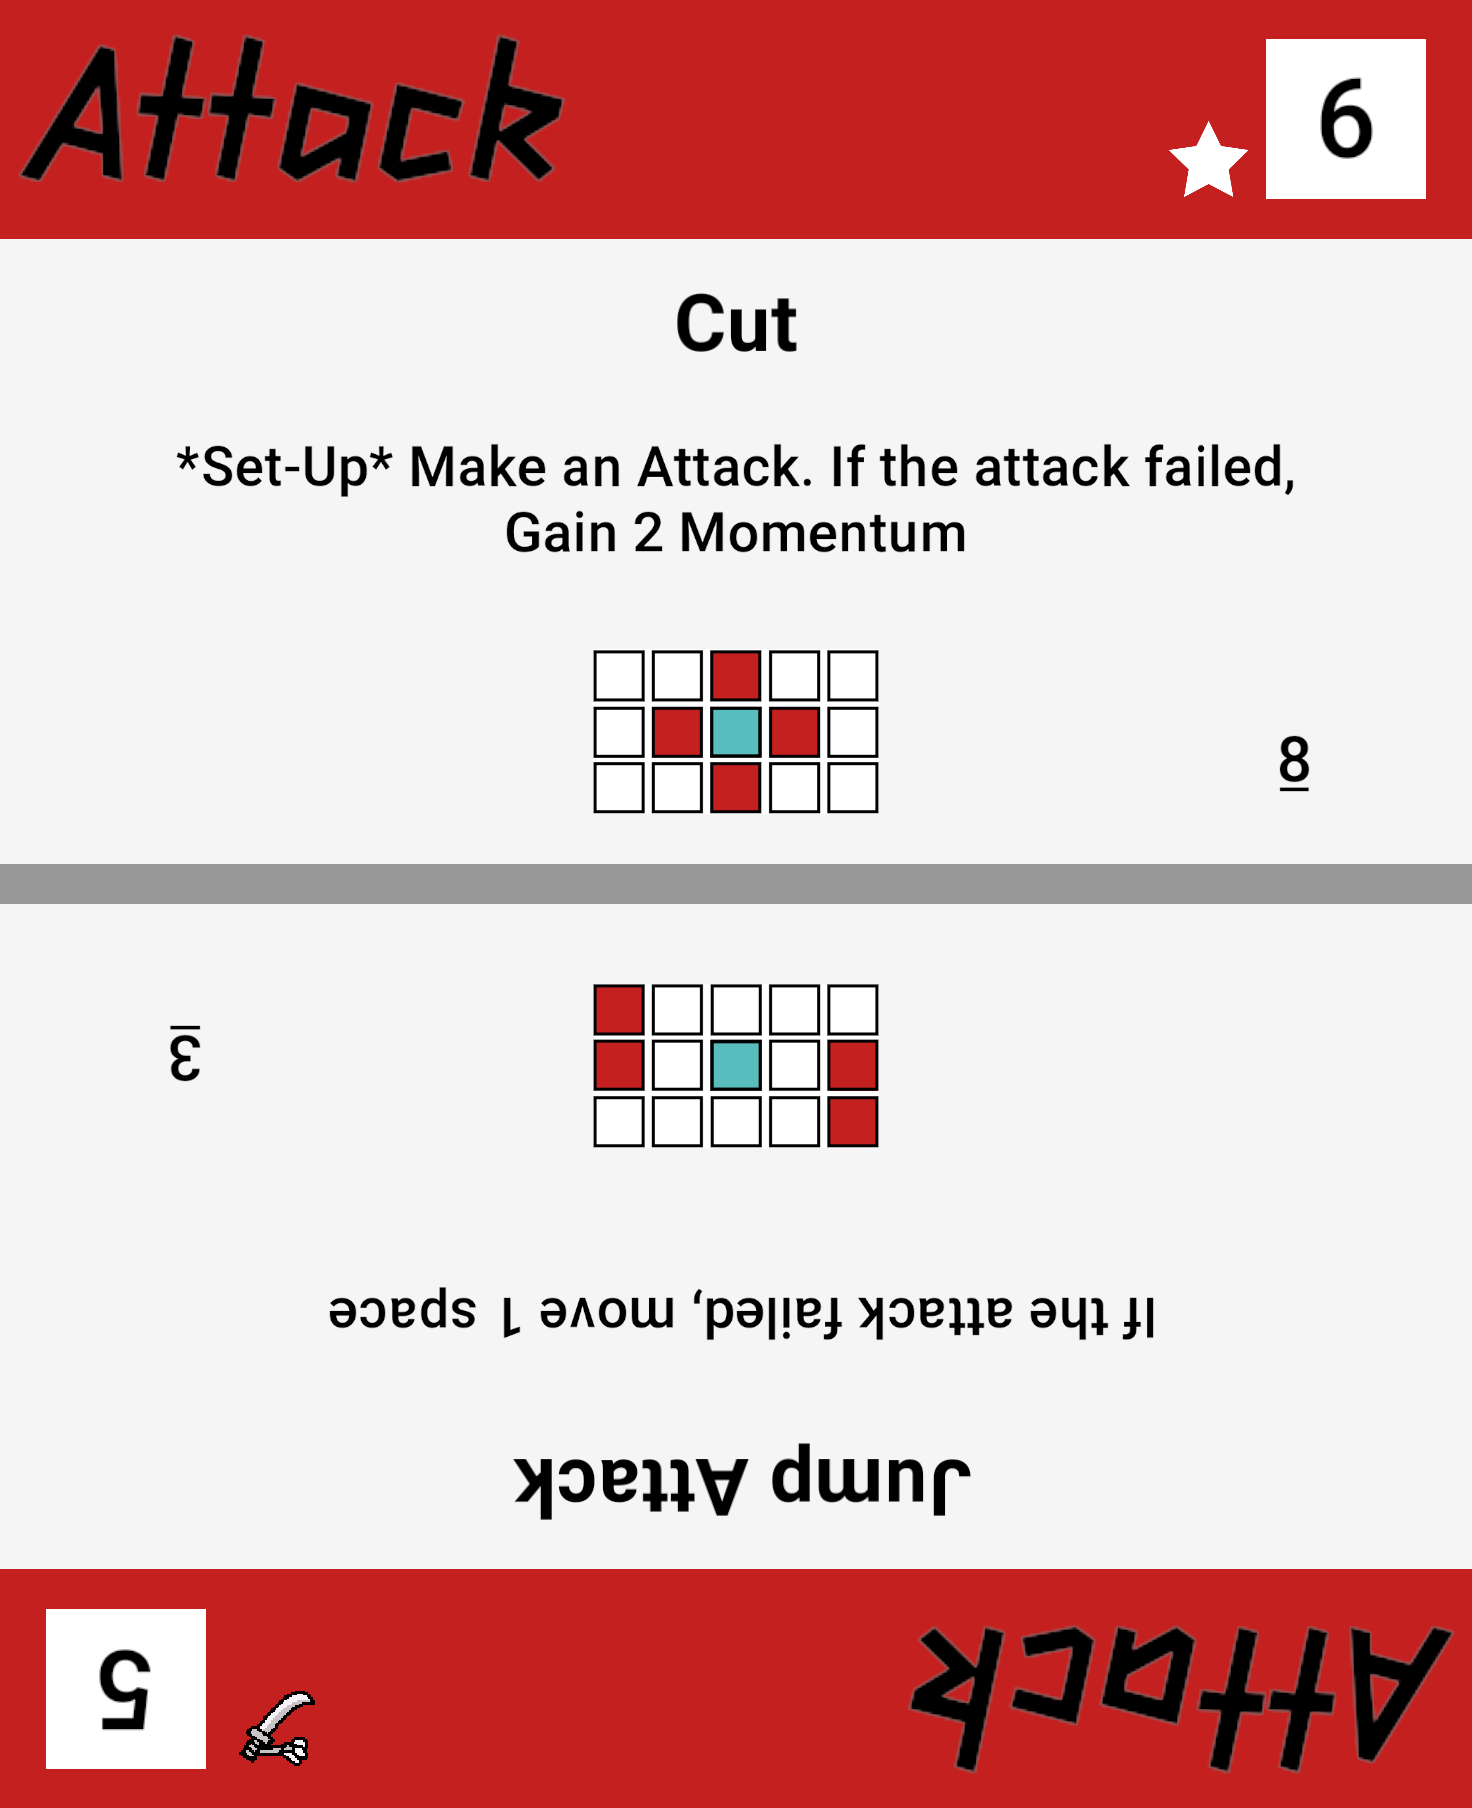 Attack
6
Cut
*Set-Up* Make an Attack. If the attack failed,
Gain 2 Momentum
8
Attack
5
Jump Attack
If the attack failed, move 1 space
3